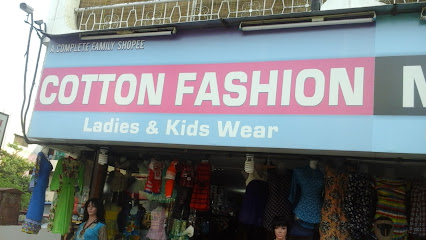 A COMPLETE FAMILY SHOPEE
COTTON FASHION M
Ladies & Kids Wear